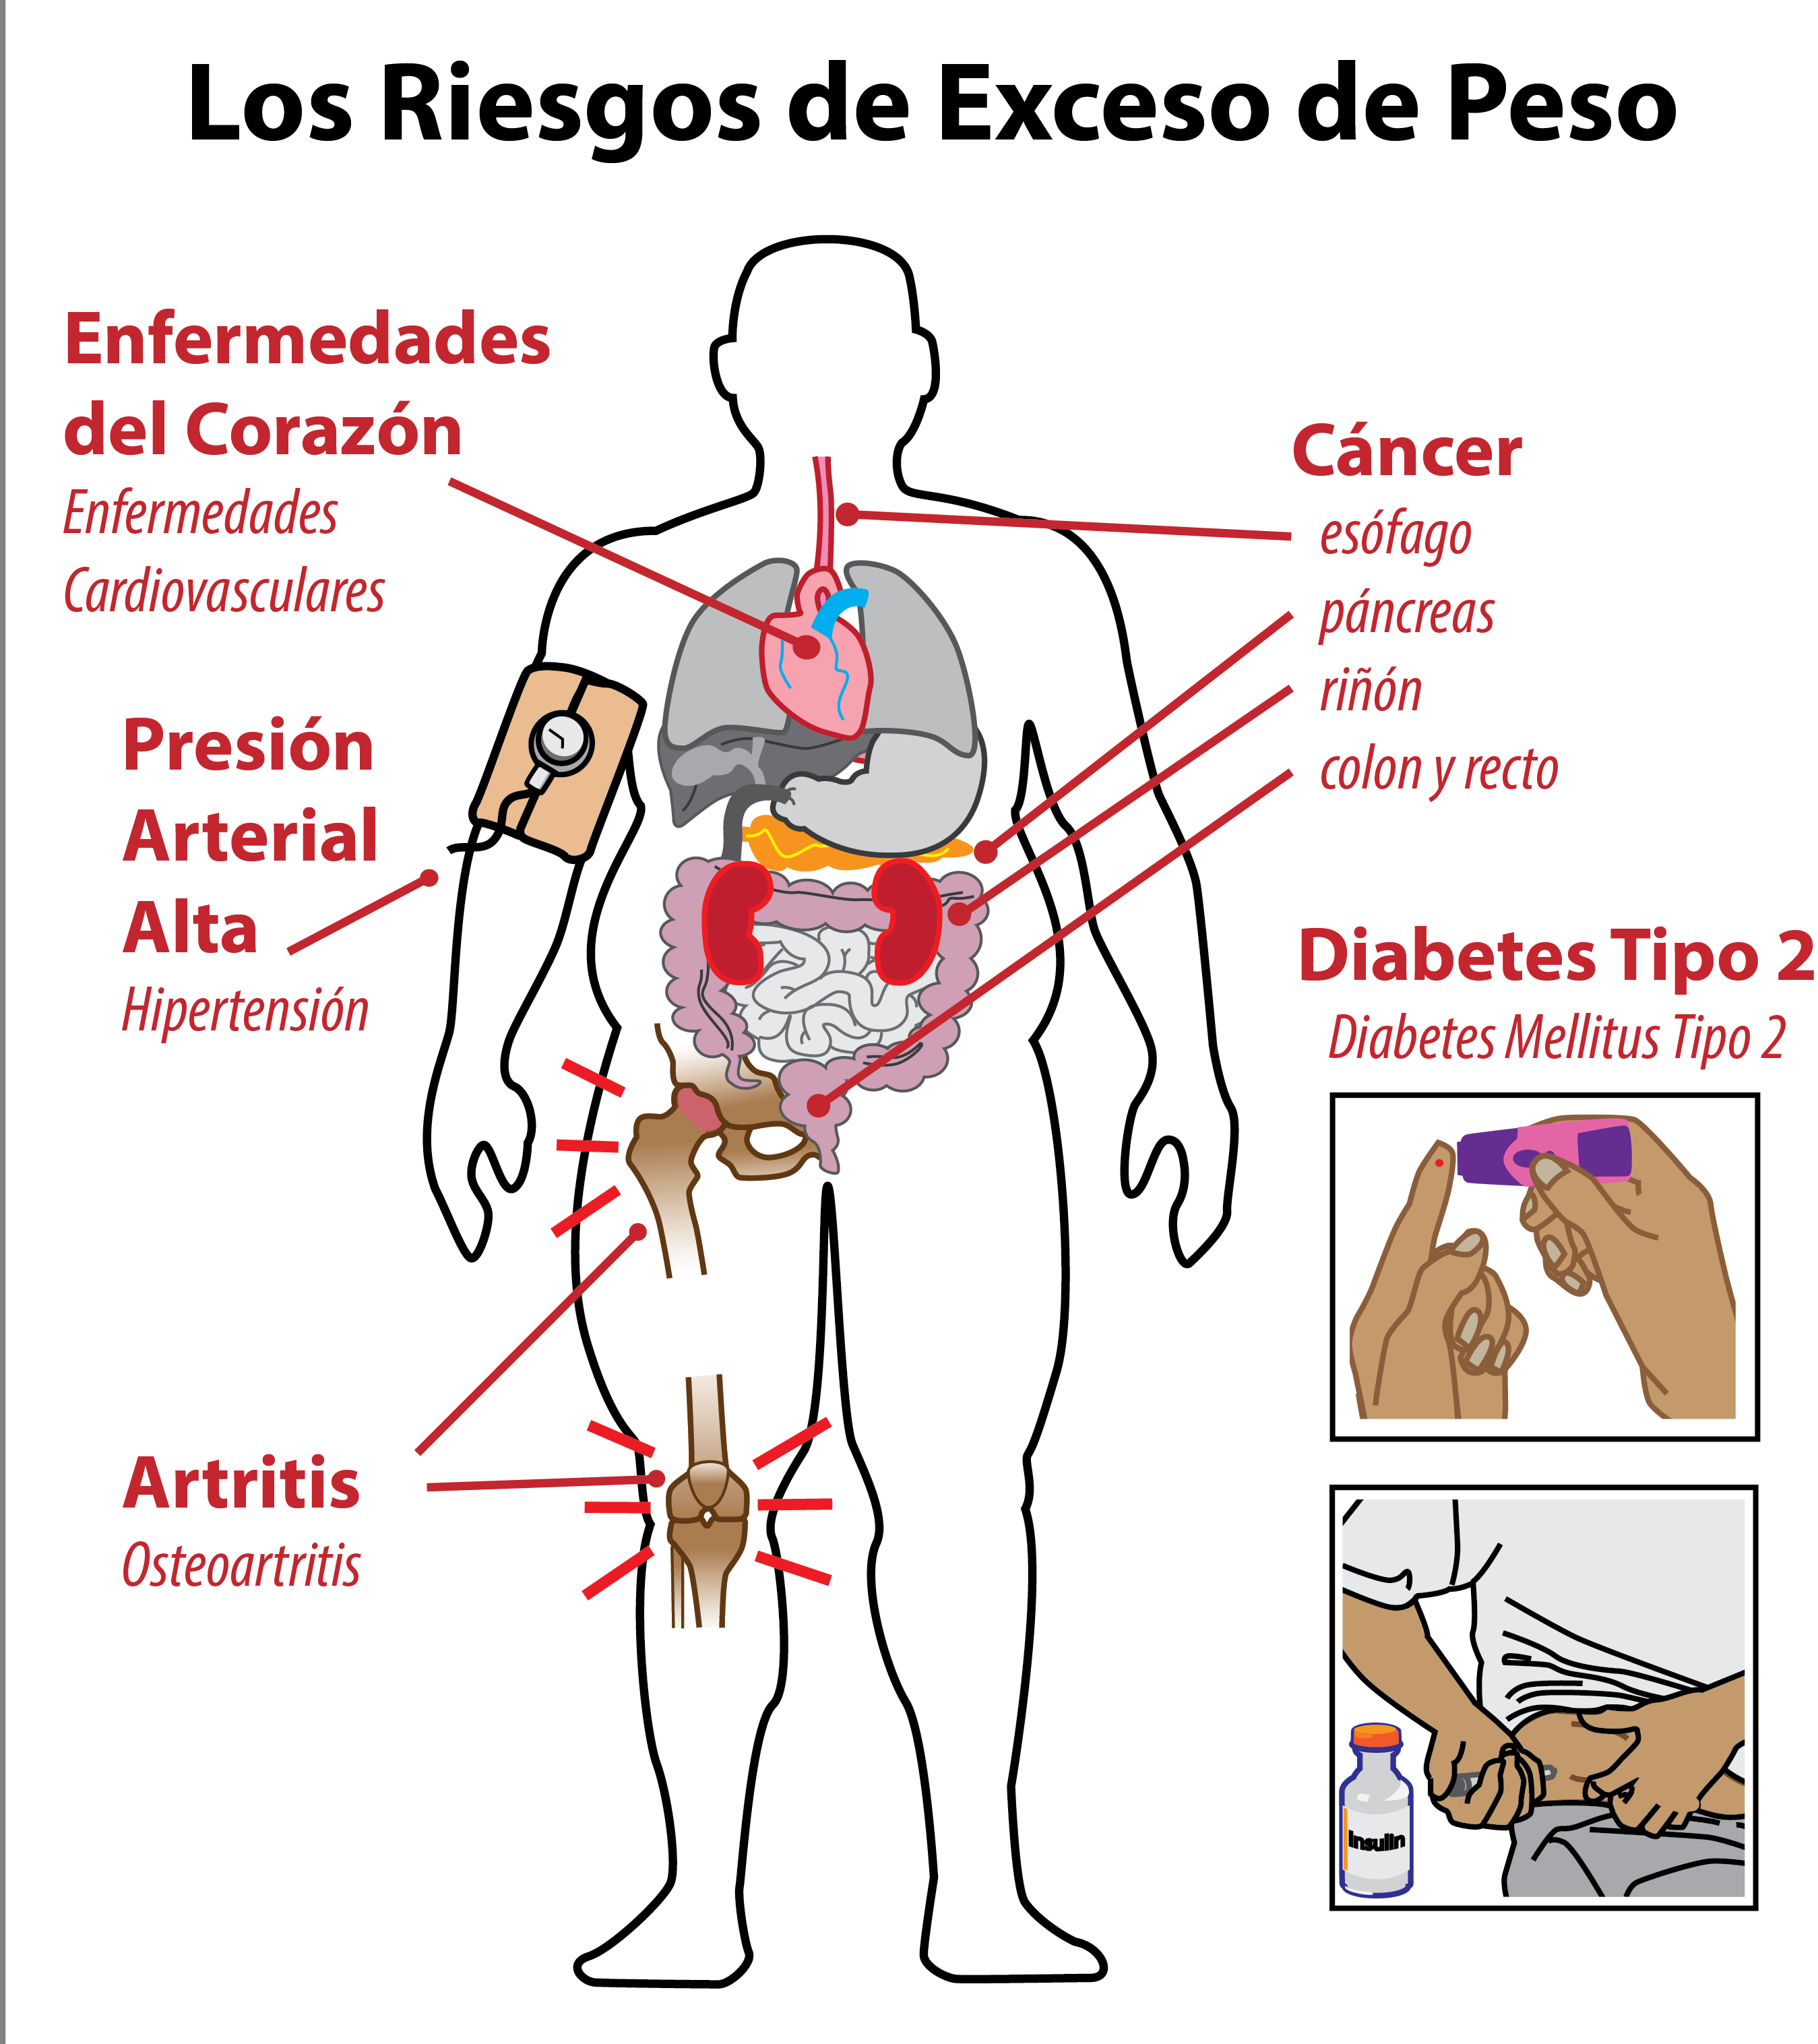 Los Riesgos de Exceso de Peso
Enfermedades
del Corazón
Enfermedades
Cardiovasculares
Presión
Arterial
Alta
Hipertensión
Artritis
Osteoartritis
Cáncer
esófago
páncreas
riñón
colon y recto
Diabetes Tipo 2
Diabetes Mellitus Tipo 2
Insulin